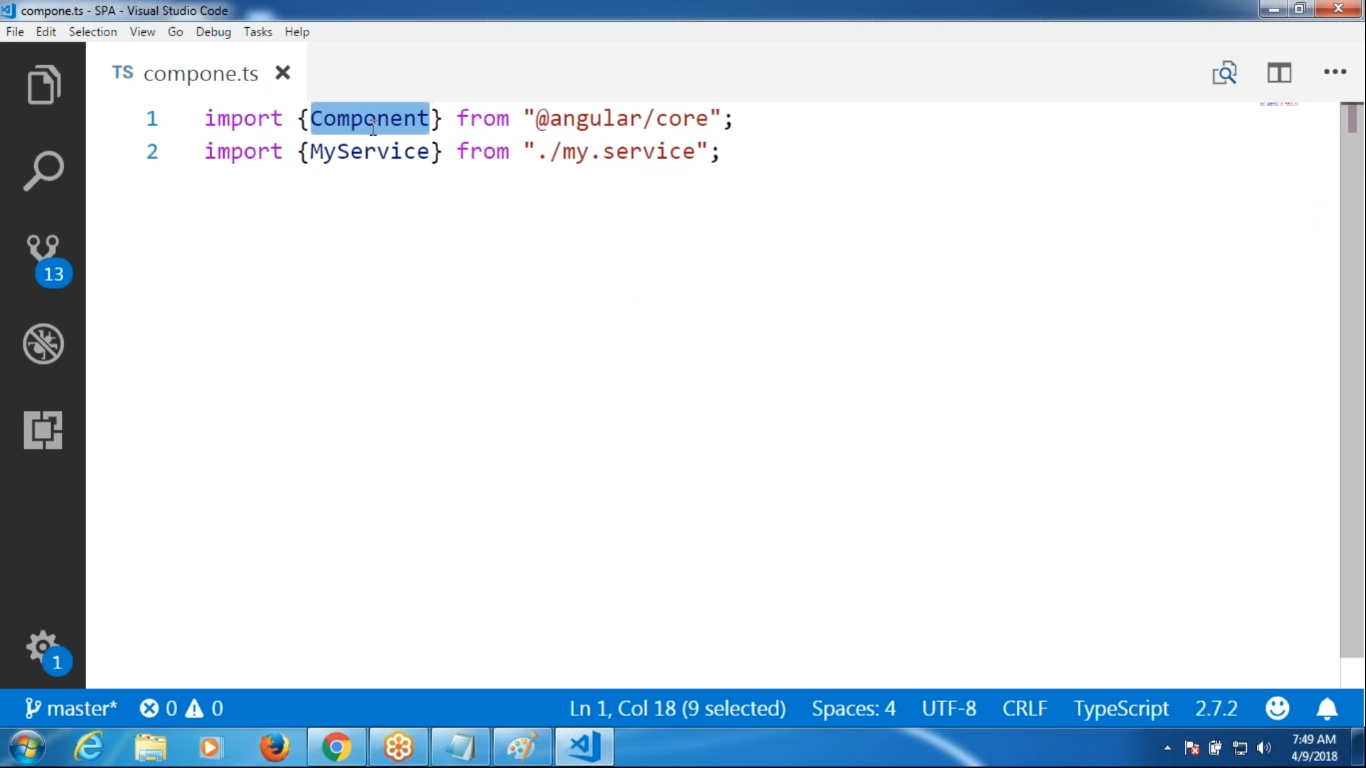 compone.ts - SPA - Visual Studio Code
File Edit Selection View Go Debug Tasks Help
TS compone.ts
1 import {Component} from "@angular/core";
2 import {MyService} from "./my.service";
13
1
master* 0 0 Ln 1, Col 18 (9 selected) Spaces: 4 UTF-8 CRLF TypeScript 2.7.2
7:49 AM
4/9/2018